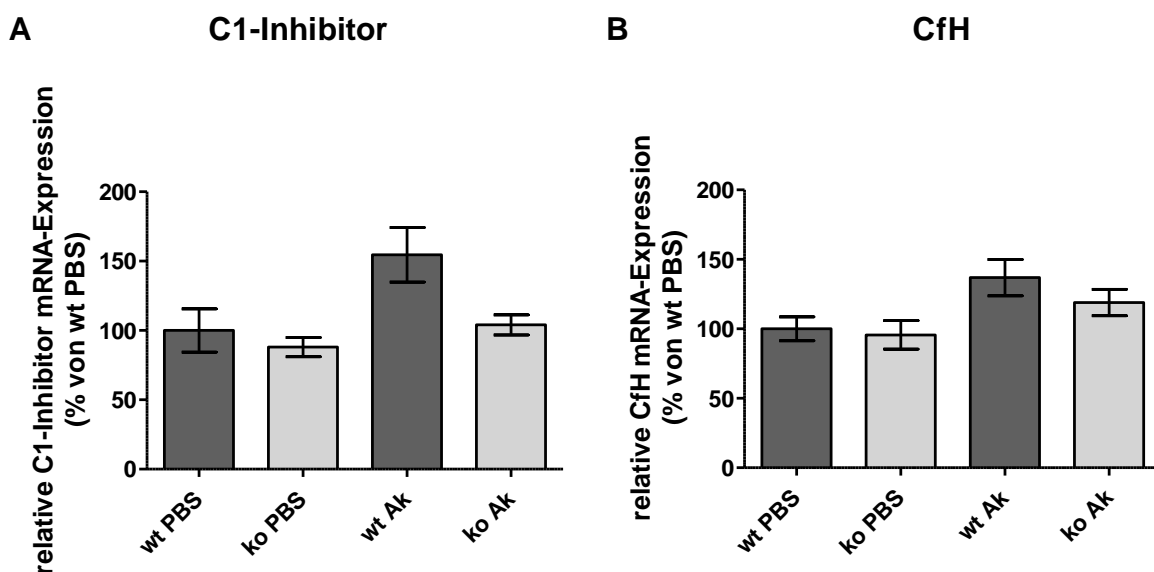 A
C1-Inhibitor
relative C1-Inhibitor mRNA-Expression
(% von wt PBS)
200
150
100
50
0
wt PBS
ko PBS
wt Ak
ko Ak
B
CfH
relative CfH mRNA-Expression
(% von wt PBS)
200
150
100
50
0
wt PBS
ko PBS
wt Ak
ko Ak